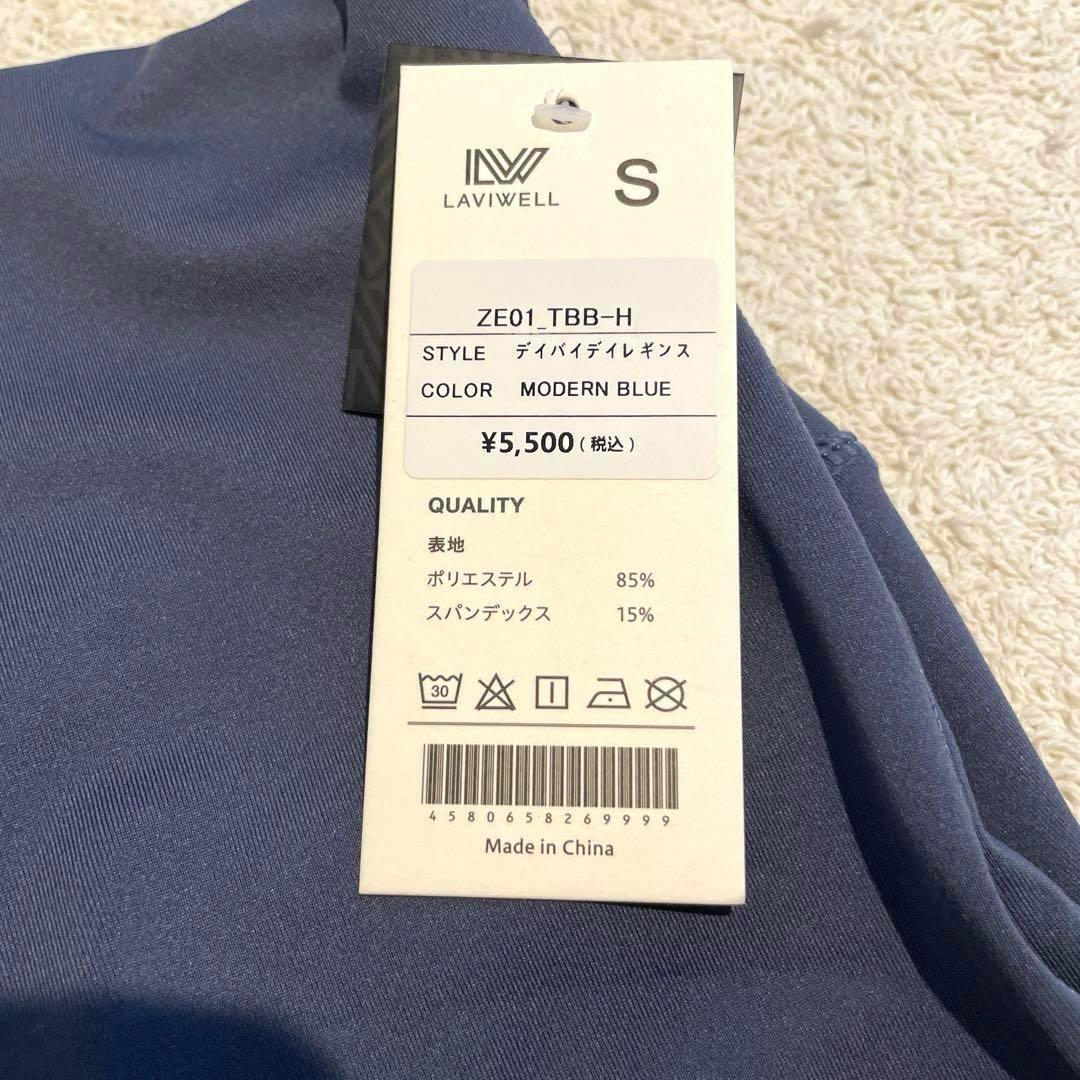 LW
LAVIWELL
S
ZE01_TBB-H
STYLE デイバイデイレギンス
COLOR MODERN BLUE
¥5,500(税込)
QUALITY
表地
ポリエステル 85%
スパンデックス 15%
30
4580658269999
Made in China